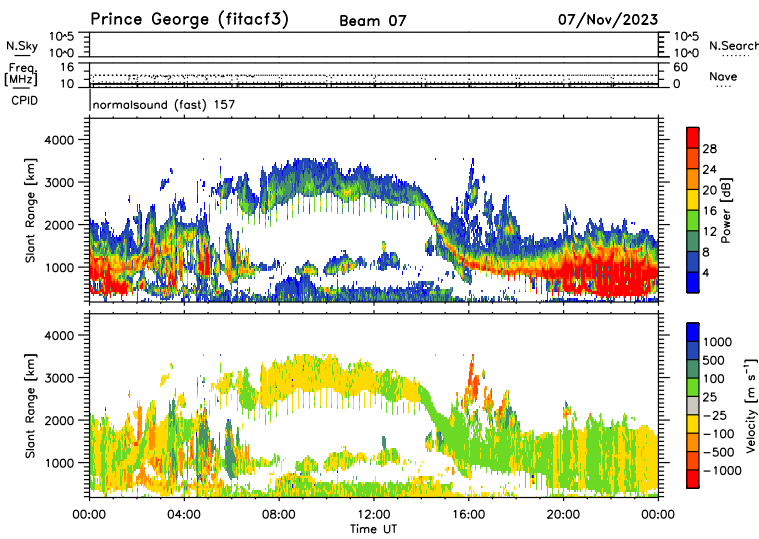 Prince George (fitacf3) Beam 07 07/Nov/2023
N.Sky 10^5 10^0 10^5 10^0 N.Search
Freq. [MHz] 16 10 60 0 Nave
CPID normalsound (fast) 157
Slant Range [km] 4000 3000 2000 1000
28 24 20 16 12 8 4 Power [dB]
Slant Range [km] 4000 3000 2000 1000
1000 500 100 25 −25 −100 −500 −1000 Velocity [m s⁻¹]
00:00 04:00 08:00 12:00 16:00 20:00 00:00
Time UT